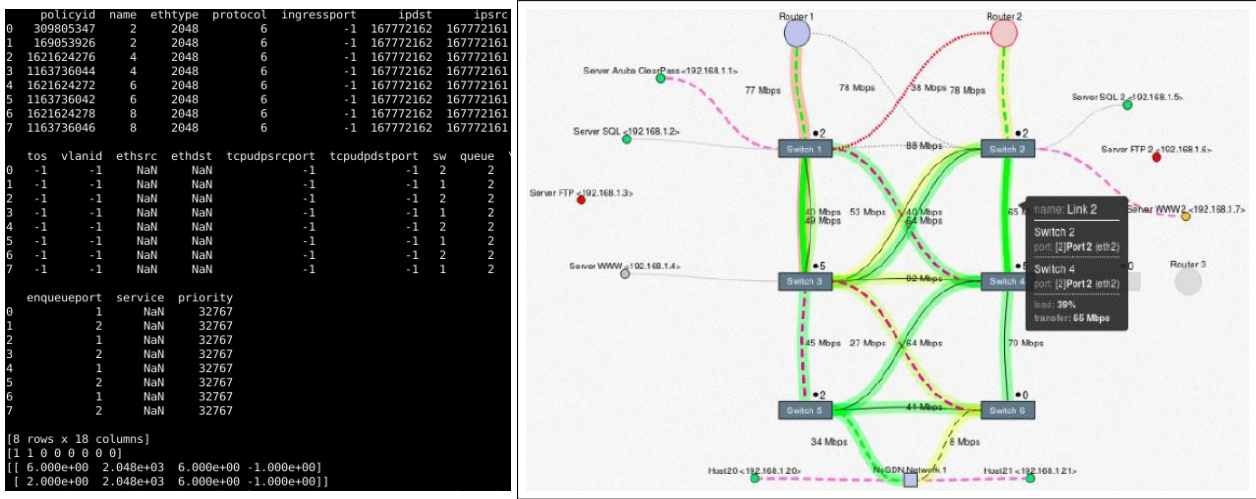 policyid name ethtype protocol ingressport ipdst ipsrc
0 309805347 2 2048 6 -1 167772162 167772161
1 169053926 2 2048 6 -1 167772162 167772161
2 1621624276 4 2048 6 -1 167772162 167772161
3 1163736044 4 2048 6 -1 167772162 167772161
4 1621624272 6 2048 6 -1 167772162 167772161
5 1163736042 6 2048 6 -1 167772162 167772161
6 1621624278 8 2048 6 -1 167772162 167772161
7 1163736046 8 2048 6 -1 167772162 167772161
tos vlanid ethsrc ethdst tcpudpsrcport tcpudpdstport sw queue
0 -1 -1 NaN NaN -1 -1 2 2
1 -1 -1 NaN NaN -1 -1 1 2
2 -1 -1 NaN NaN -1 -1 2 2
3 -1 -1 NaN NaN -1 -1 1 2
4 -1 -1 NaN NaN -1 -1 2 2
5 -1 -1 NaN NaN -1 -1 1 2
6 -1 -1 NaN NaN -1 -1 2 2
7 -1 -1 NaN NaN -1 -1 1 2
enqueueport service priority
0 1 NaN 32767
1 2 NaN 32767
2 1 NaN 32767
3 2 NaN 32767
4 1 NaN 32767
5 2 NaN 32767
6 1 NaN 32767
7 2 NaN 32767
[8 rows x 18 columns]
[1 1 0 0 0 0 0 0]
[[ 6.000e+00 2.048e+03 6.000e+00 -1.000e+00]
[ 2.000e+00 2.048e+03 6.000e+00 -1.000e+00]]
Router 1
Router 2
Server Aruba ClearPass <192.168.1.1>
77 Mbps
78 Mbps
38 Mbps
78 Mbps
Server SQL 2 <192.168.1.5>
Server SQL <192.168.1.2>
2
Switch 1
88 Mbps
2
Switch 2
Server FTP 2 <192.168.1.6>
Server FTP <192.168.1.3>
40 Mbps
49 Mbps
53 Mbps
40 Mbps
64 Mbps
65
Server WWW2 <192.168.1.7>
name: Link 2
Switch 2
port: [2]Port 2 (eth2)
Switch 4
port: [2]Port 2 (eth2)
load: 39%
transfer: 65 Mbps
Server WWW <192.168.1.4>
5
Switch 3
Switch 4
0
Router 3
45 Mbps
27 Mbps
64 Mbps
70 Mbps
2
Switch 5
41 Mbps
0
Switch 6
34 Mbps
8 Mbps
Host20 <192.168.1.20>
NoSDN Network 1
Host21 <192.168.1.21>